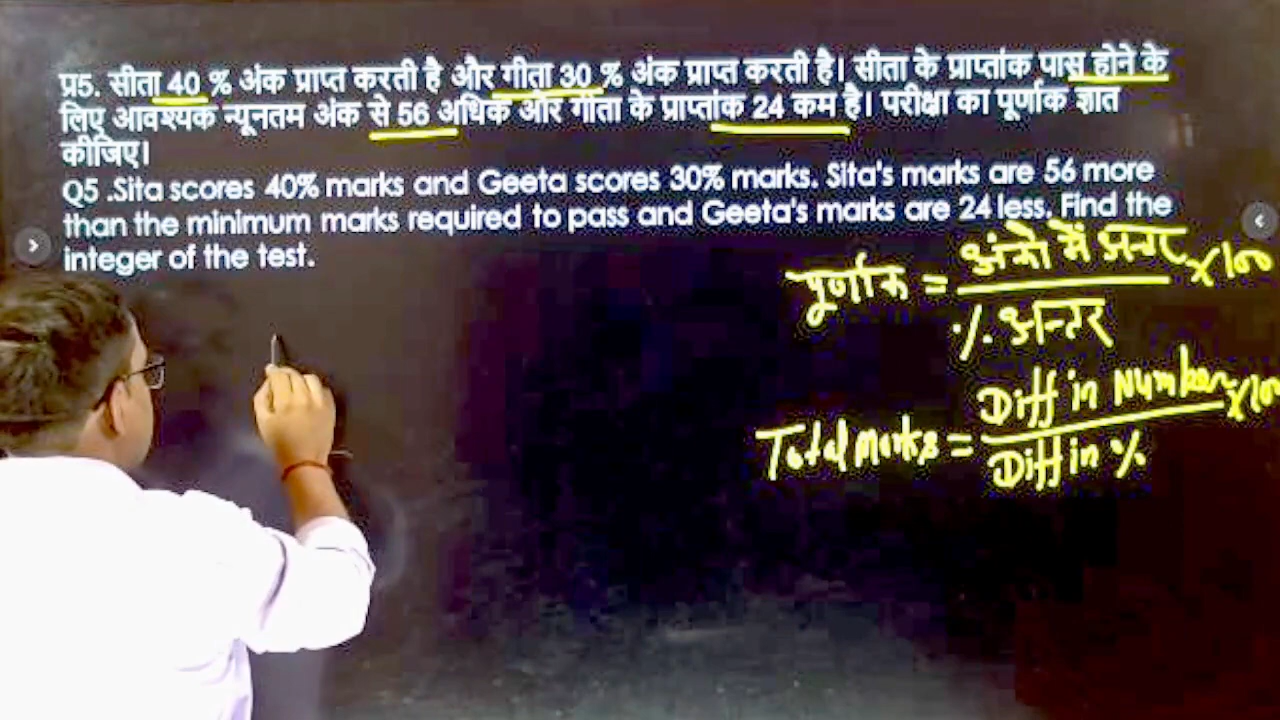 प्र5. सीता 40 % अंक प्राप्त करती है और गीता 30 % अंक प्राप्त करती है। सीता के प्राप्तांक पास होने के
लिए आवश्यक न्यूनतम अंक से 56 अधिक और गीता के प्राप्तांक 24 कम है। परीक्षा का पूर्णांक ज्ञात
कीजिए।
Q5 .Sita scores 40% marks and Geeta scores 30% marks. Sita's marks are 56 more
than the minimum marks required to pass and Geeta's marks are 24 less. Find the
integer of the test.
पूर्णांक = अंको में अन्तर × 100
% अन्तर
Total marks = Diff in Number × 100
Diff in %